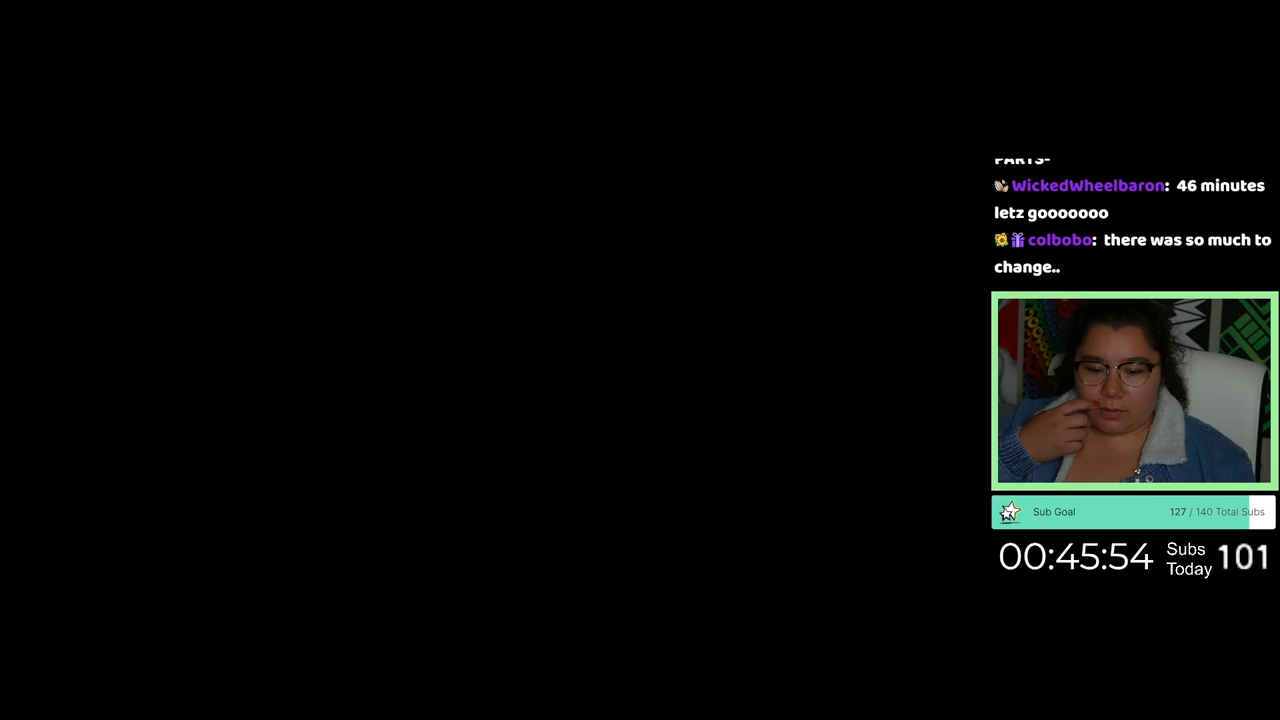 PARTS-
WickedWheelbaron: 46 minutes
letz gooooooo
colbobo: there was so much to
change..
Sub Goal 127 / 140 Total Subs
00:45:54 Subs Today 101